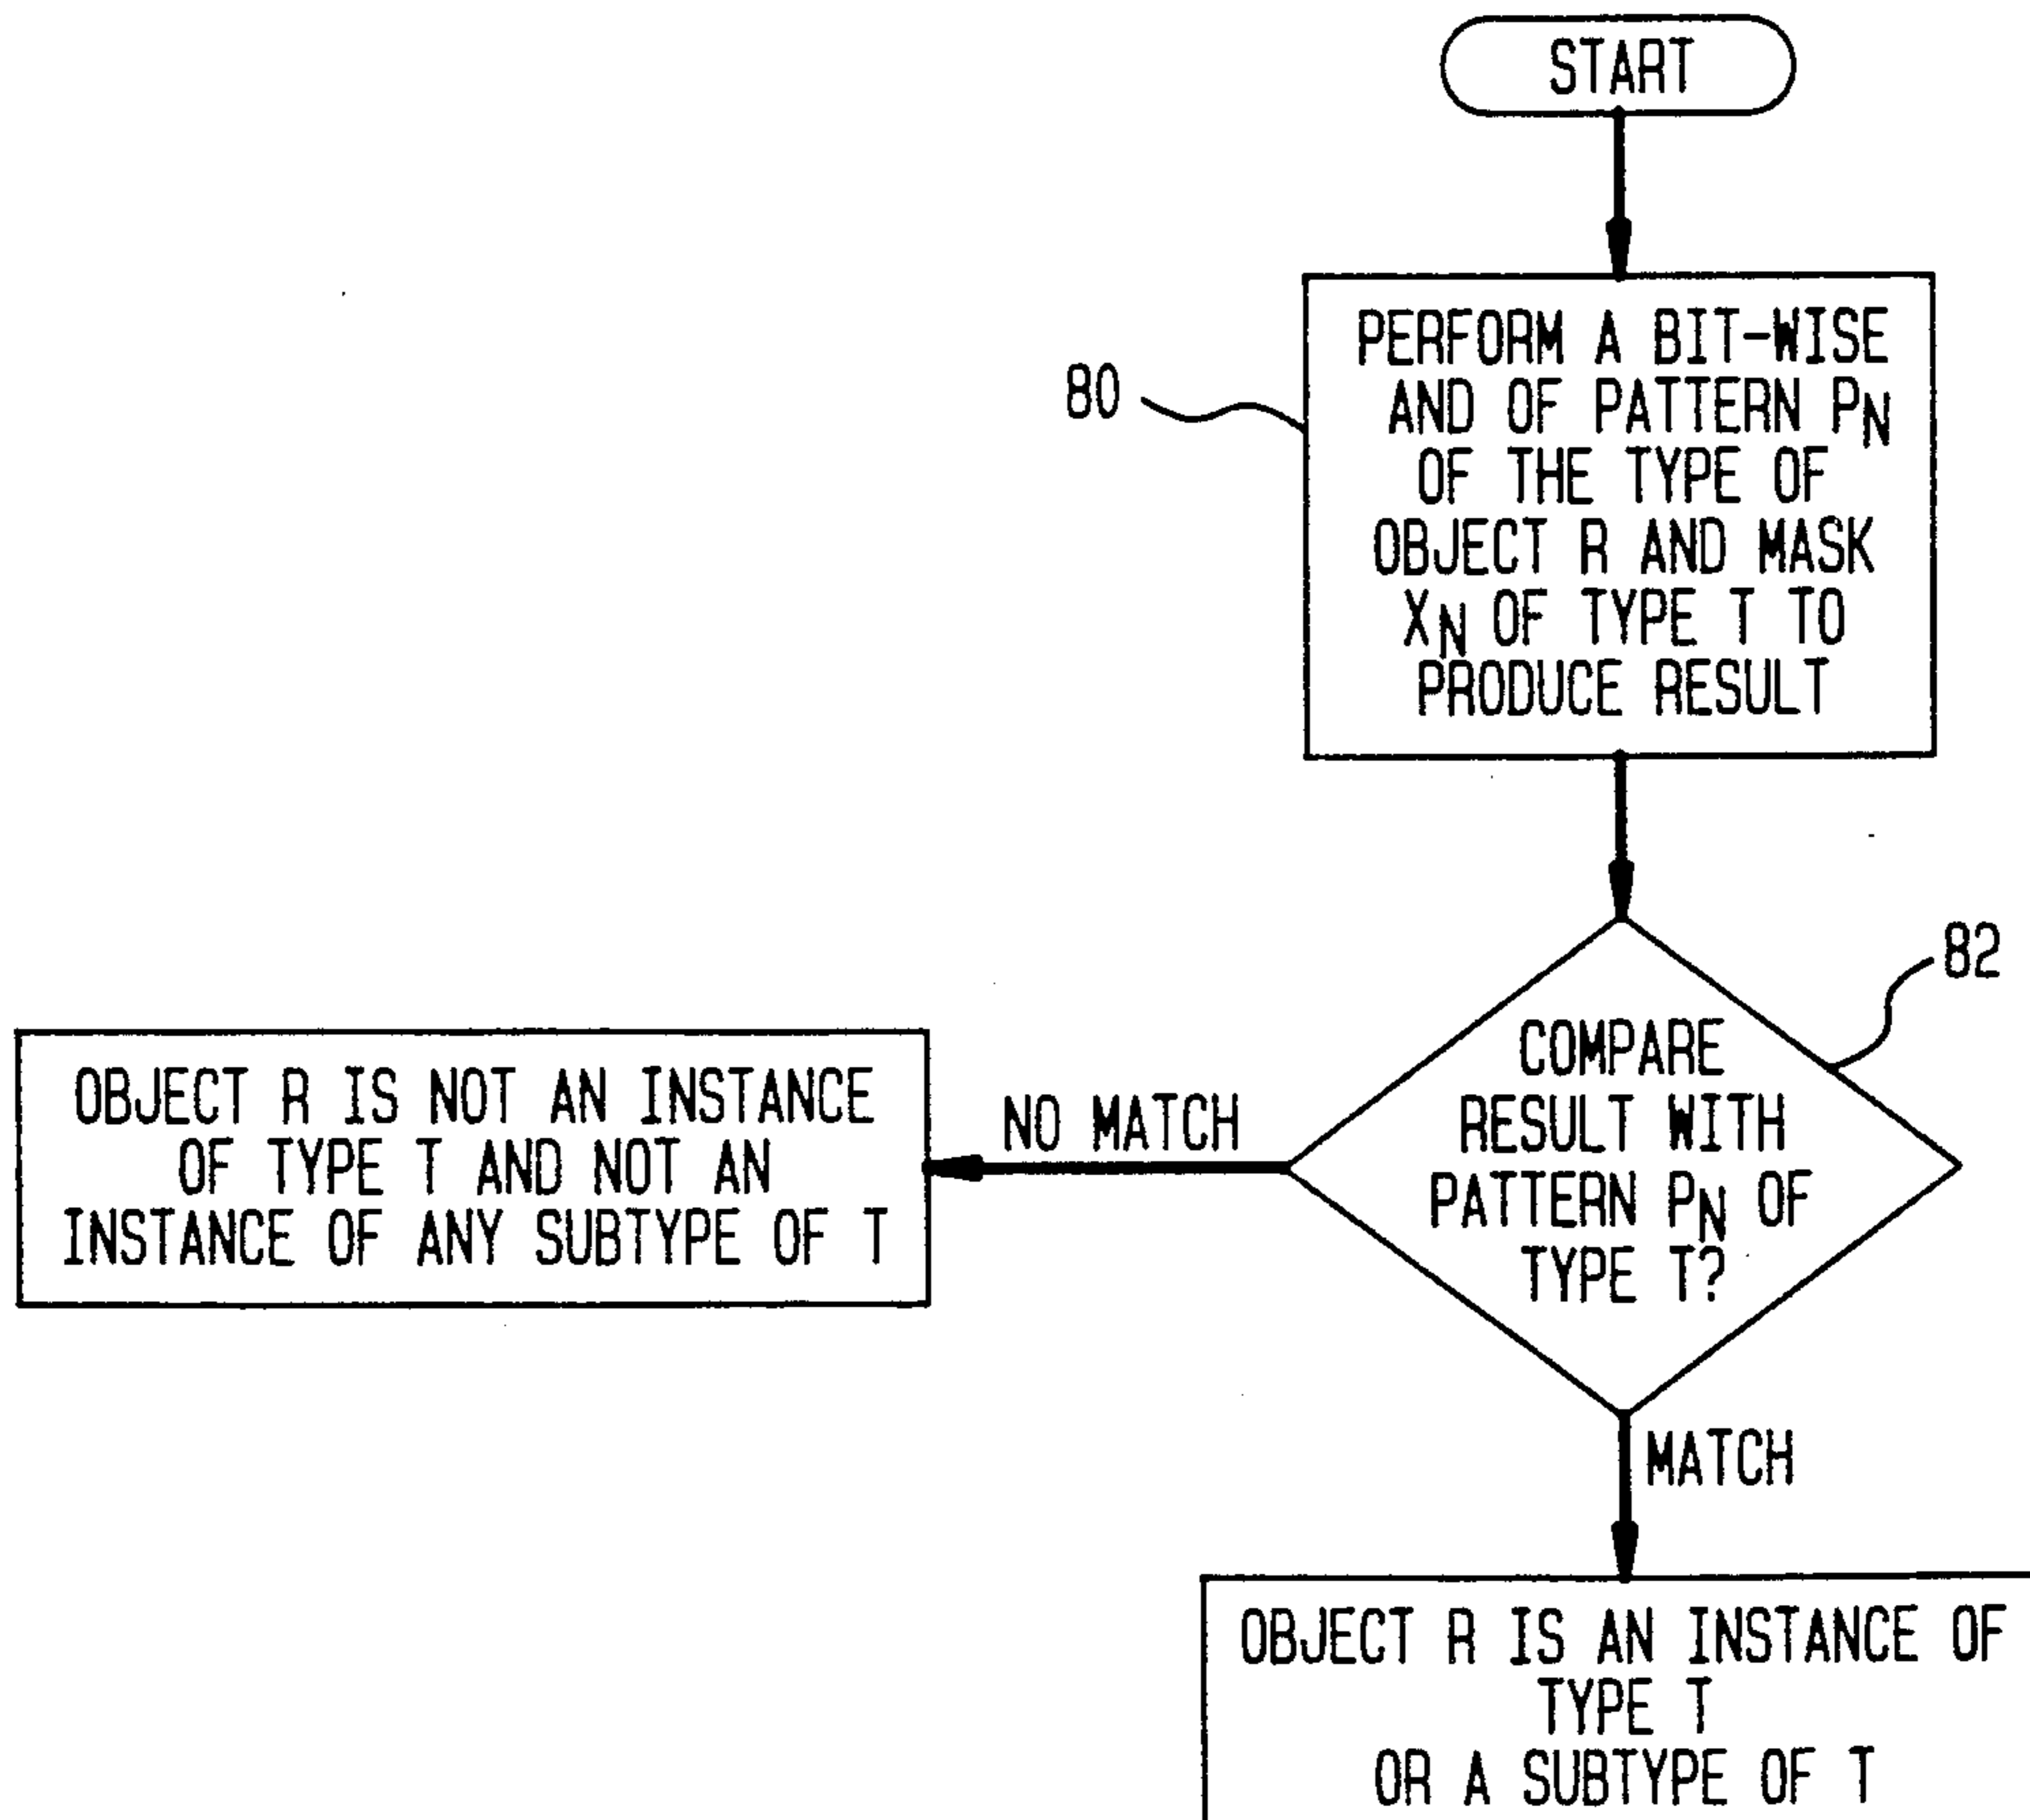 START
PERFORM A BIT-WISE
AND OF PATTERN PN
OF THE TYPE OF
OBJECT R AND MASK
XN OF TYPE T TO
PRODUCE RESULT
80
82
COMPARE
RESULT WITH
PATTERN PN OF
TYPE T?
NO MATCH
OBJECT R IS NOT AN INSTANCE
OF TYPE T AND NOT AN
INSTANCE OF ANY SUBTYPE OF T
MATCH
OBJECT R IS AN INSTANCE OF
TYPE T
OR A SUBTYPE OF T